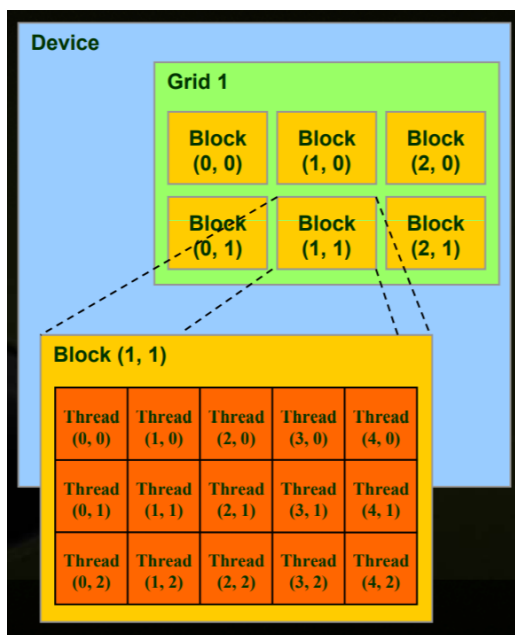 Device
Grid 1
Block Block Block
(0, 0) (1, 0) (2, 0)
Block Block Block
(0, 1) (1, 1) (2, 1)
Block (1, 1)
Thread Thread Thread Thread Thread
(0, 0) (1, 0) (2, 0) (3, 0) (4, 0)
Thread Thread Thread Thread Thread
(0, 1) (1, 1) (2, 1) (3, 1) (4, 1)
Thread Thread Thread Thread Thread
(0, 2) (1, 2) (2, 2) (3, 2) (4, 2)